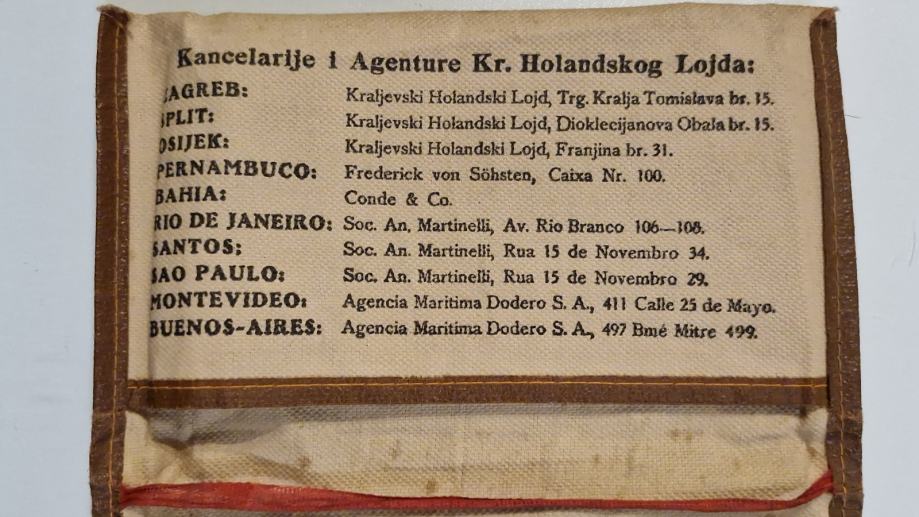 Kancelarije i Agenture Kr. Holandskog Lojda:
ZAGREB: Kraljevski Holandski Lojd, Trg. Kralja Tomislava br. 15.
SPLIT: Kraljevski Holandski Lojd, Dioklecijanova Obala br. 15.
OSIJEK: Kraljevski Holandski Lojd, Franjina br. 31.
PERNAMBUCO: Frederick von Söhsten, Caixa Nr. 100.
BAHIA: Conde & Co.
RIO DE JANEIRO: Soc. An. Martinelli, Av. Rio Branco 106—108.
SANTOS: Soc. An. Martinelli, Rua 15 de Novembro 34.
SAO PAULO: Soc. An. Martinelli, Rua 15 de Novembro 29.
MONTEVIDEO: Agencia Maritima Dodero S. A., 411 Calle 25 de Mayo.
BUENOS-AIRES: Agencia Maritima Dodero S. A., 497 Bmé Mitre 499.